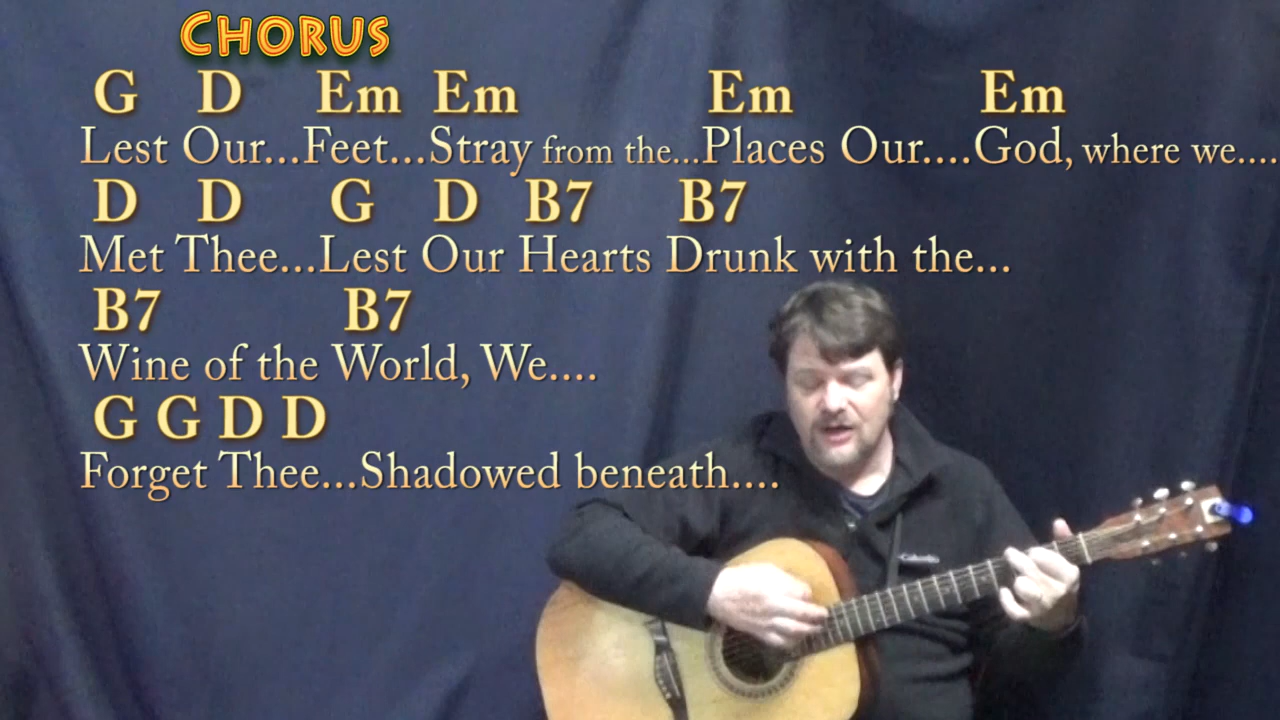 CHORUS
G D Em Em Em Em
Lest Our...Feet...Stray from the...Places Our....God, where we....
D D G D B7 B7
Met Thee...Lest Our Hearts Drunk with the...
B7 B7
Wine of the World, We....
G G D D
Forget Thee...Shadowed beneath....
Columbia